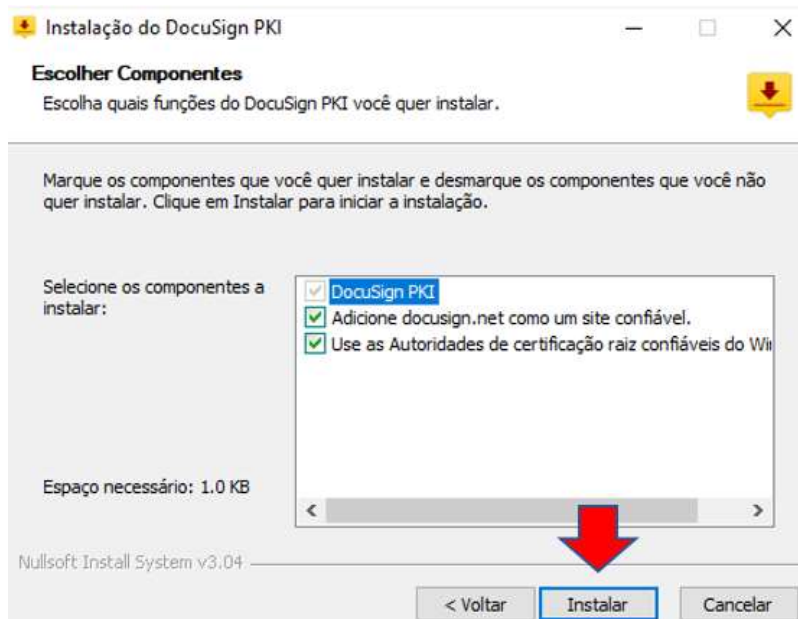 Instalação do DocuSign PKI
Escolher Componentes
Escolha quais funções do DocuSign PKI você quer instalar.
Marque os componentes que você quer instalar e desmarque os componentes que você não
quer instalar. Clique em Instalar para iniciar a instalação.
Selecione os componentes a
instalar:
DocuSign PKI
Adicione docusign.net como um site confiável.
Use as Autoridades de certificação raiz confiáveis do
Espaço necessário: 1.0 KB
Nullsoft Install System v3.04
< Voltar
Instalar
Cancelar